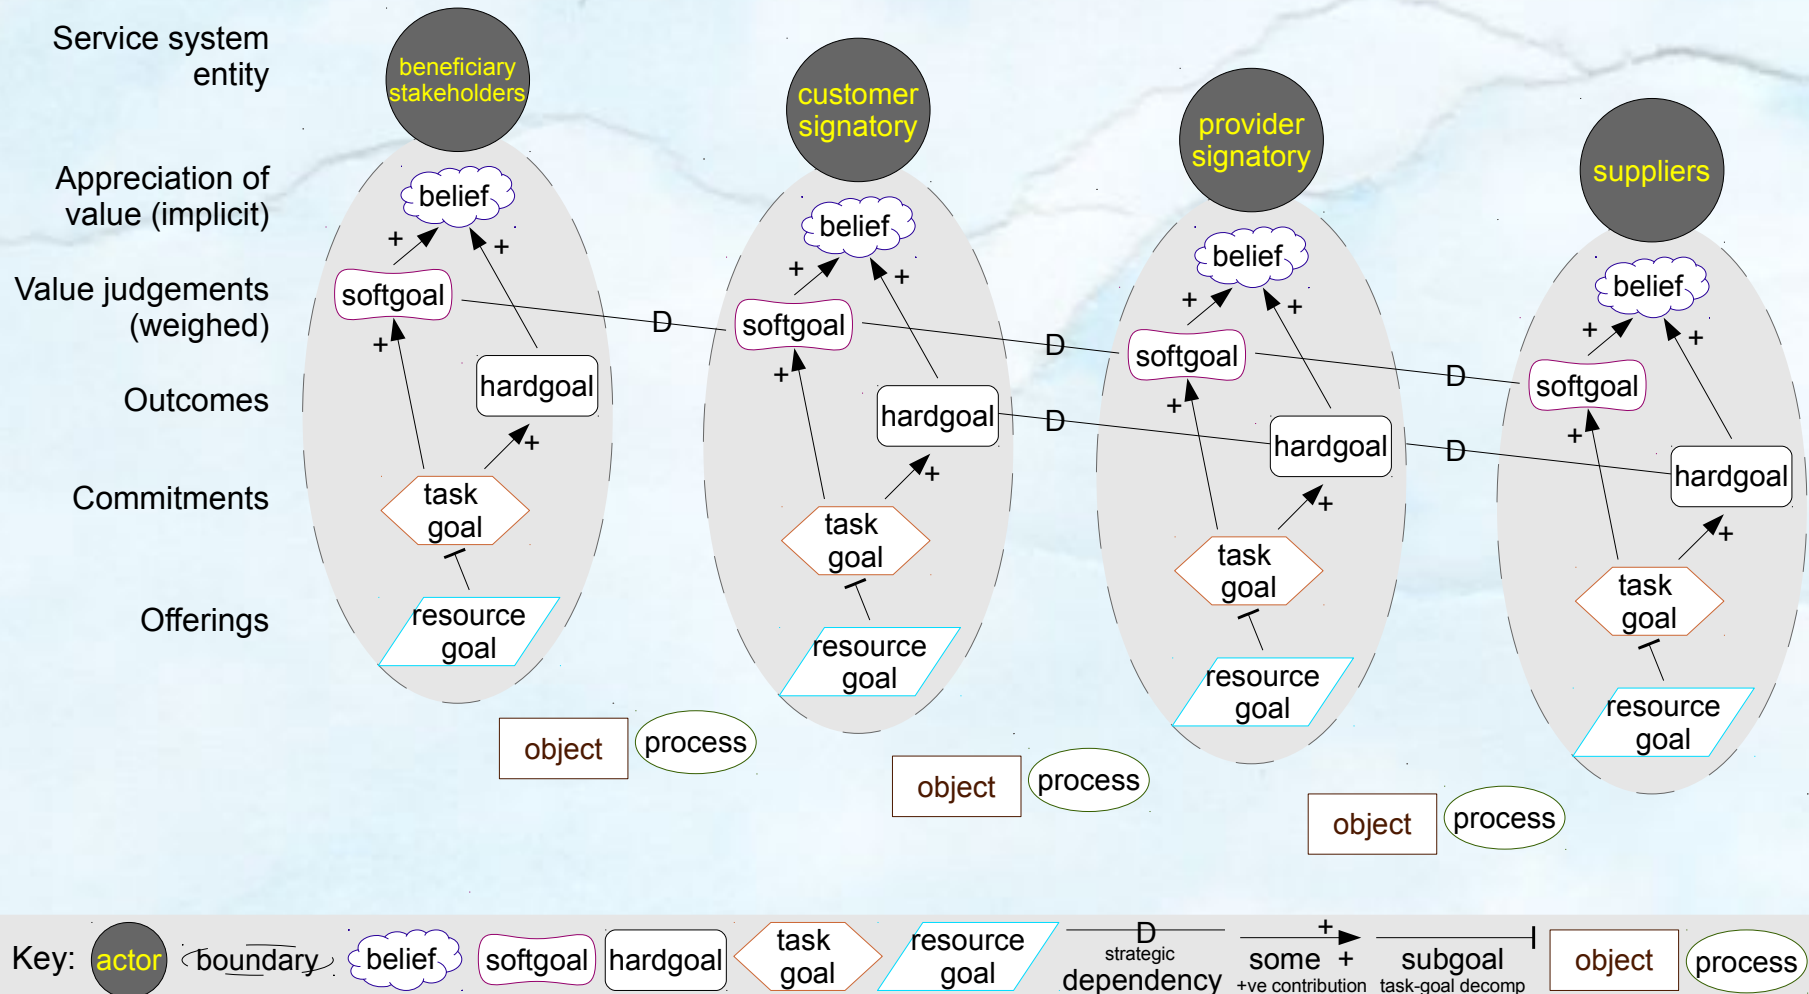 Service system
entity
Appreciation of
value (implicit)
Value judgements
(weighed)
Outcomes
Commitments
Offerings
beneficiary
stakeholders
belief
+
+
softgoal
+
hardgoal
+
task
goal
resource
goal
D
customer
signatory
belief
+
+
softgoal
+
hardgoal
+
task
goal
resource
goal
D
D
provider
signatory
belief
+
+
softgoal
+
hardgoal
+
task
goal
resource
goal
D
D
suppliers
belief
+
+
softgoal
+
hardgoal
+
task
goal
resource
goal
object
process
object
process
object
process
Key:
actor
boundary
belief
softgoal
hardgoal
task
goal
resource
goal
D
strategic
dependency
+
some +
+ve contribution
subgoal
task-goal decomp
object
process